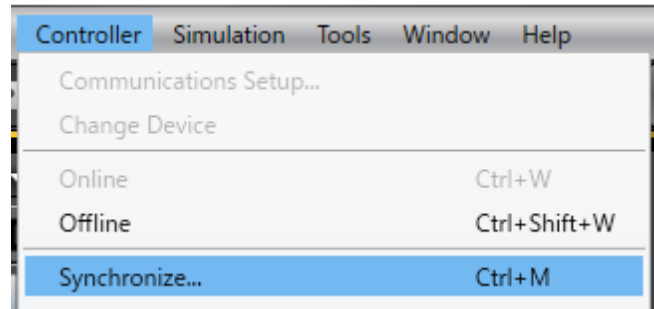 Controller Simulation Tools Window Help
Communications Setup...
Change Device
Online Ctrl+W
Offline Ctrl+Shift+W
Synchronize... Ctrl+M